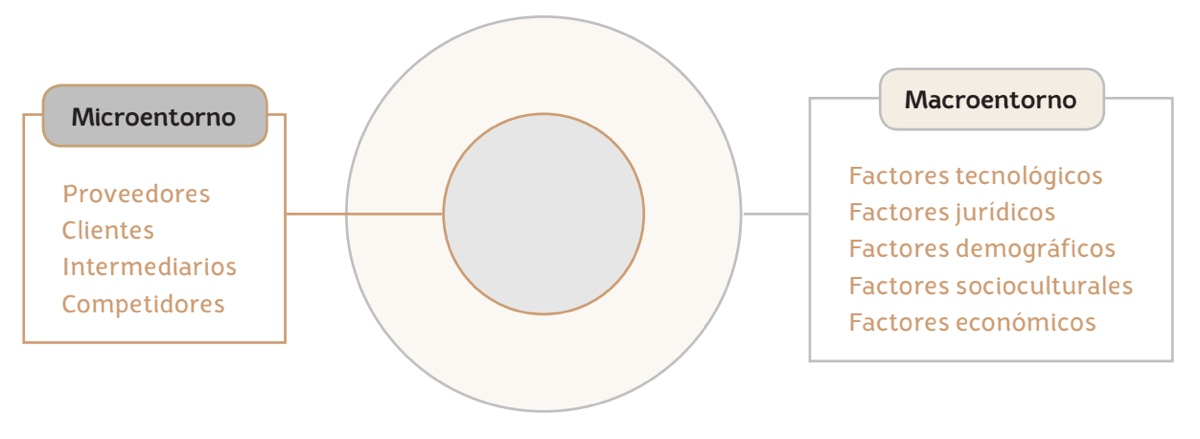 Microentorno
Proveedores
Clientes
Intermediarios
Competidores
Macroentorno
Factores tecnológicos
Factores jurídicos
Factores demográficos
Factores socioculturales
Factores económicos